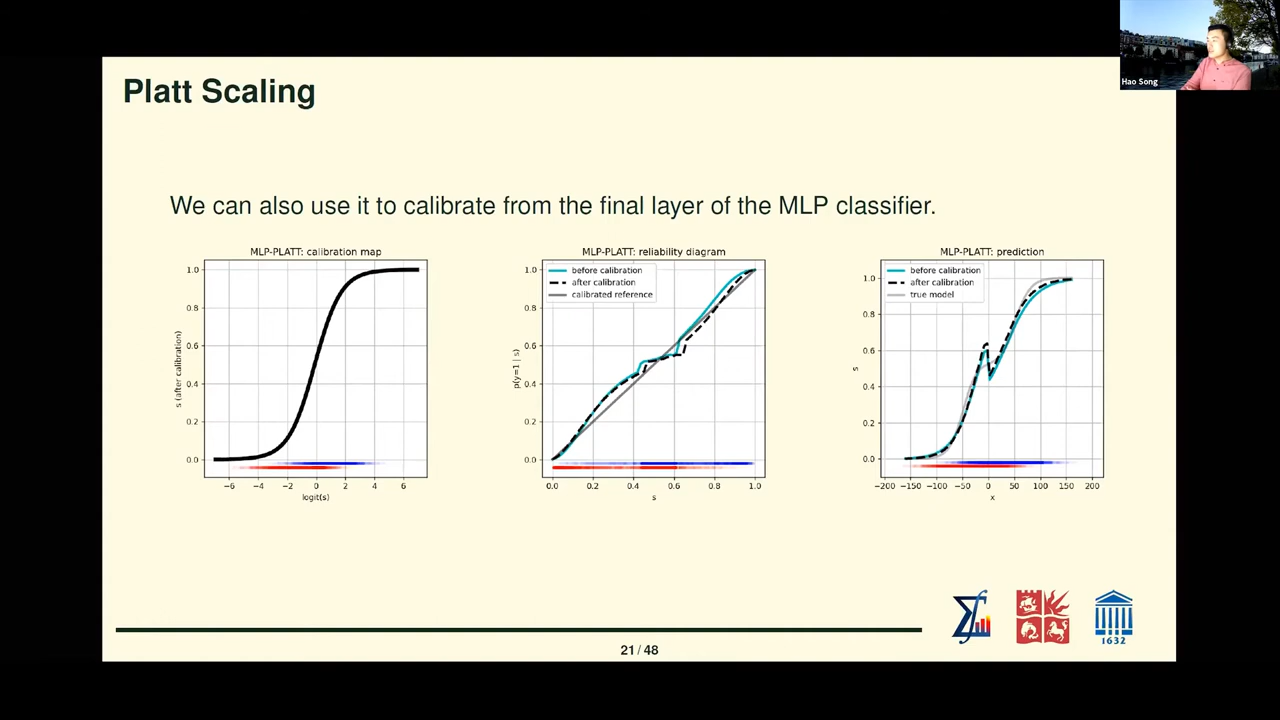 Hao Song
Platt Scaling
We can also use it to calibrate from the final layer of the MLP classifier.
MLP-PLATT: calibration map
s (after calibration)
1.0
0.8
0.6
0.4
0.2
0.0
−6 −4 −2 0 2 4 6
logit(s)
MLP-PLATT: reliability diagram
before calibration
after calibration
calibrated reference
p(y=1 | s)
1.0
0.8
0.6
0.4
0.2
0.0
0.0 0.2 0.4 0.6 0.8 1.0
s
MLP-PLATT: prediction
before calibration
after calibration
true model
s
1.0
0.8
0.6
0.4
0.2
0.0
−200 −150 −100 −50 0 50 100 150 200
x
1632
21 / 48